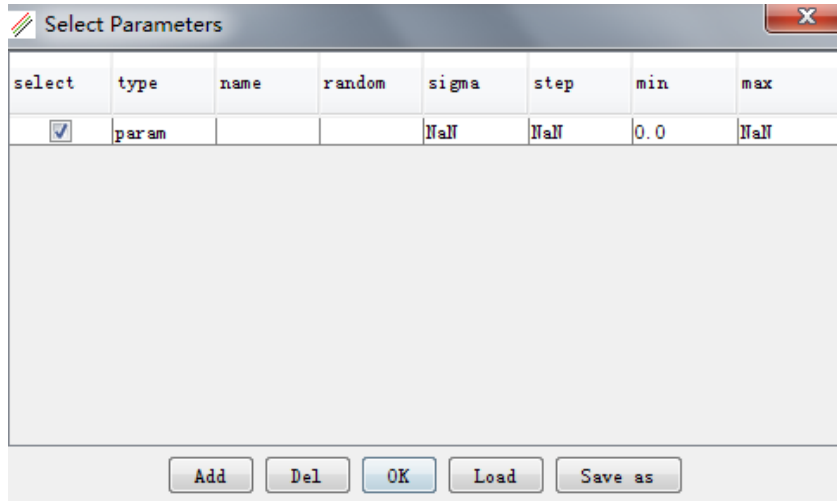 Select Parameters
select type name random sigma step min max
param NaN NaN 0.0 NaN
Add Del OK Load Save as